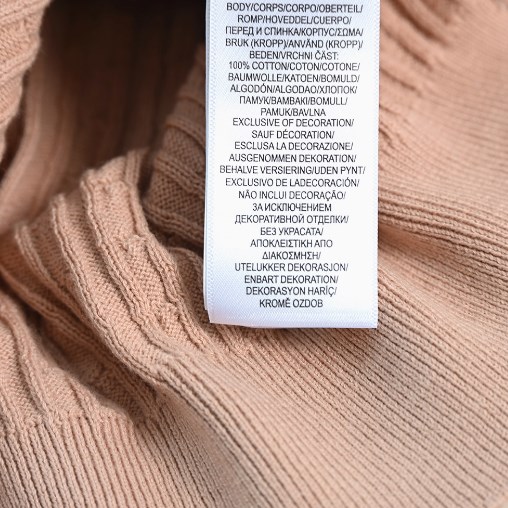 BODY/CORPS/CORPO/OBERTEIL/
ROMP/HOVEDDEL/CUERPO/
ПЕРЕД И СПИНКА/КОРПУС/ΣΩΜΑ/
BRUK (KROPP)/ANVÄND (KROPP)/
BEDEN/VRCHNI ČÁST:
100% COTTON/COTON/COTONE/
BAUMWOLLE/KATOEN/BOMULD/
ALGODÓN/ALGODÃO/ХЛОПОК/
ПАМУК/ΒΑΜΒΑΚΙ/BOMULL/
PAMUK/BAVLNA
EXCLUSIVE OF DECORATION/
SAUF DÉCORATION/
ESCLUSA LA DECORAZIONE/
AUSGENOMMEN DEKORATION/
BEHALVE VERSIERING/UDEN PYNT/
EXCLUSIVO DE LADECORACIÓN/
NÃO INCLUI DECORAÇÃO/
ЗА ИСКЛЮЧЕНИЕМ
ДЕКОРАТИВНОЙ ОТДЕЛКИ/
БЕЗ УКРАСАТА/
ΑΠΟΚΛΕΙΣΤΙΚΗ ΑΠΟ
ΔΙΑΚΟΣΜΗΣΗ/
UTELUKKER DEKORASJON/
ENBART DEKORATION/
DEKORASYON HARİÇ/
KROMĚ OZDOB